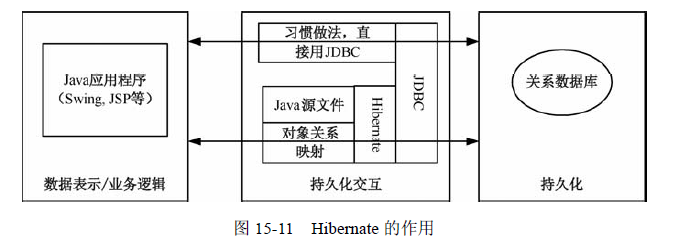 Java应用程序
（Swing, JSP等）
数据表示/业务逻辑
习惯做法，直
接用JDBC
Java源文件
对象关系
映射
Hibernate
JDBC
持久化交互
关系数据库
持久化
图 15-11 Hibernate 的作用